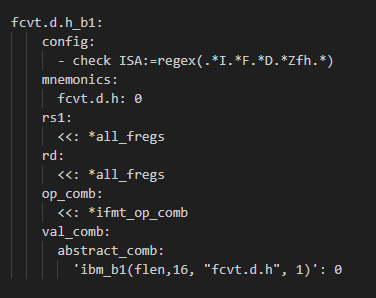 fcvt.d.h_b1:
config:
- check ISA:=regex(.*I.*F.*D.*Zfh.*)
mnemonics:
fcvt.d.h: 0
rs1:
<<: *all_fregs
rd:
<<: *all_fregs
op_comb:
<<: *ifmt_op_comb
val_comb:
abstract_comb:
'ibm_b1(flen,16, "fcvt.d.h", 1)': 0